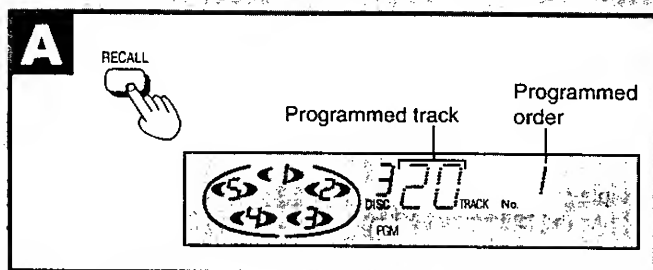 A
RECALL
Programmed track
Programmed order
1
5 2
3 20 1
DISC TRACK No.
4 3
PGM